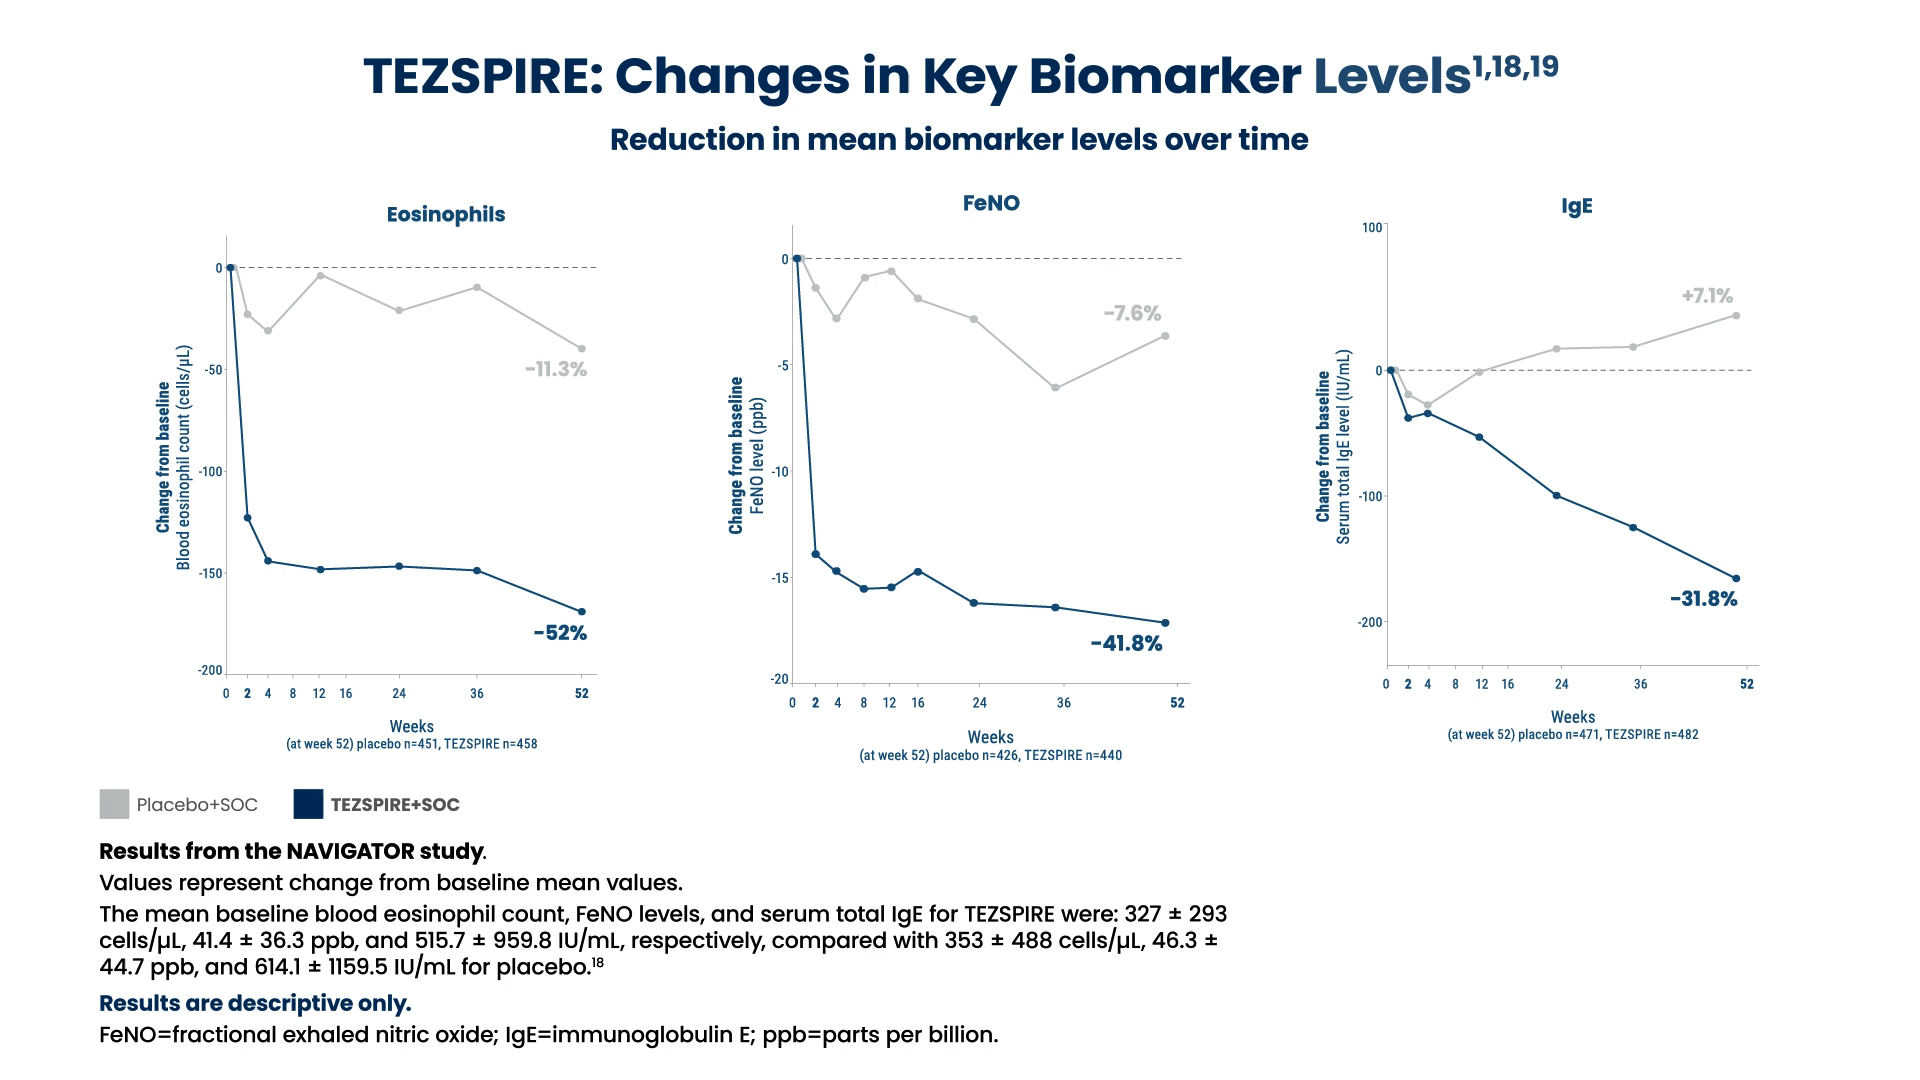 TEZSPIRE: Changes in Key Biomarker Levels1,18,19
Reduction in mean biomarker levels over time
Eosinophils
Change from baseline
Blood eosinophil count (cells/µL)
0
-50
-100
-150
-200
−11.3%
−52%
0 2 4 8 12 16 24 36 52
Weeks
(at week 52) placebo n=451, TEZSPIRE n=458
FeNO
Change from baseline
FeNO level (ppb)
0
-5
-10
-15
-20
−7.6%
−41.8%
0 2 4 8 12 16 24 36 52
Weeks
(at week 52) placebo n=426, TEZSPIRE n=440
IgE
Change from baseline
Serum total IgE level (IU/mL)
100
0
-100
-200
+7.1%
−31.8%
0 2 4 8 12 16 24 36 52
Weeks
(at week 52) placebo n=471, TEZSPIRE n=482
Placebo+SOC
TEZSPIRE+SOC
Results from the NAVIGATOR study.
Values represent change from baseline mean values.
The mean baseline blood eosinophil count, FeNO levels, and serum total IgE for TEZSPIRE were: 327 ± 293
cells/µL, 41.4 ± 36.3 ppb, and 515.7 ± 959.8 IU/mL, respectively, compared with 353 ± 488 cells/µL, 46.3 ±
44.7 ppb, and 614.1 ± 1159.5 IU/mL for placebo.18
Results are descriptive only.
FeNO=fractional exhaled nitric oxide; IgE=immunoglobulin E; ppb=parts per billion.